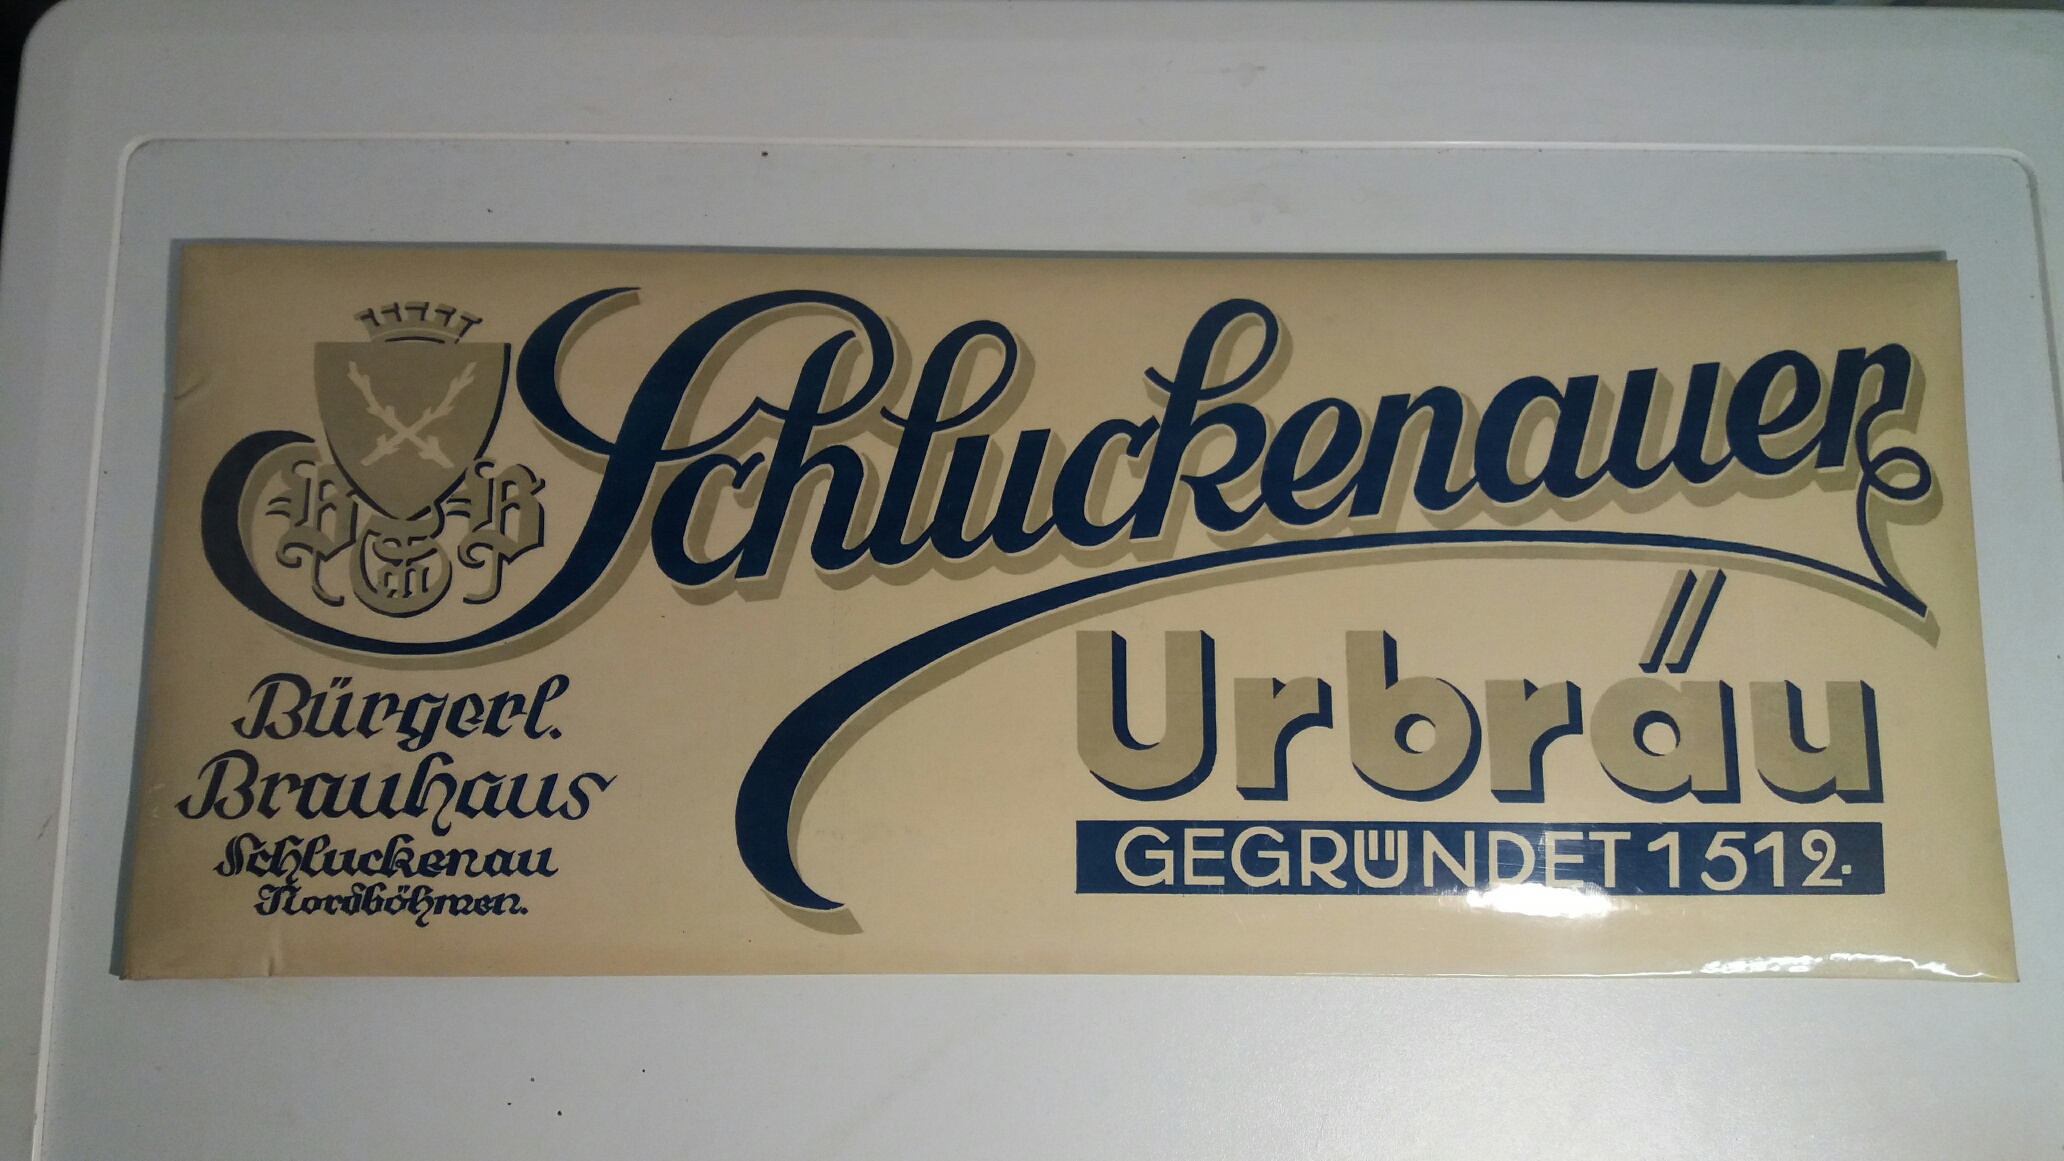 B B
Schluckenauer
Urbräu
GEGRÜNDET 1512.
Bürgerl.
Brauhaus
Schluckenau
Nordböhmen.